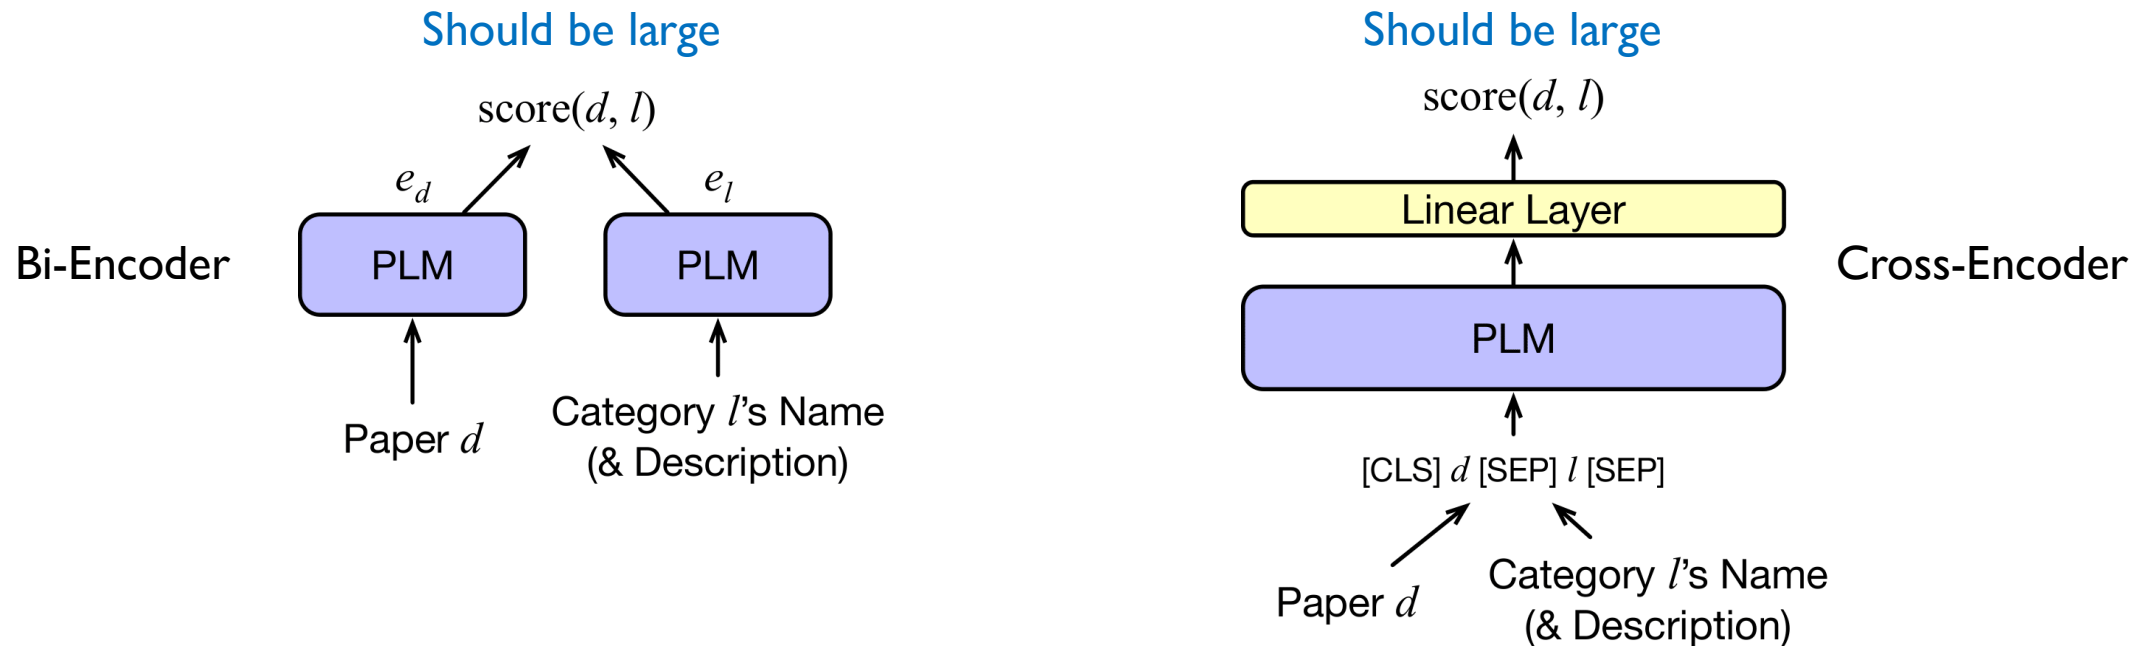 Should be large
score(d, l)
e_d
e_l
Bi-Encoder
PLM
PLM
Paper d
Category l's Name
(& Description)
Should be large
score(d, l)
Linear Layer
Cross-Encoder
PLM
[CLS] d [SEP] l [SEP]
Paper d
Category l's Name
(& Description)